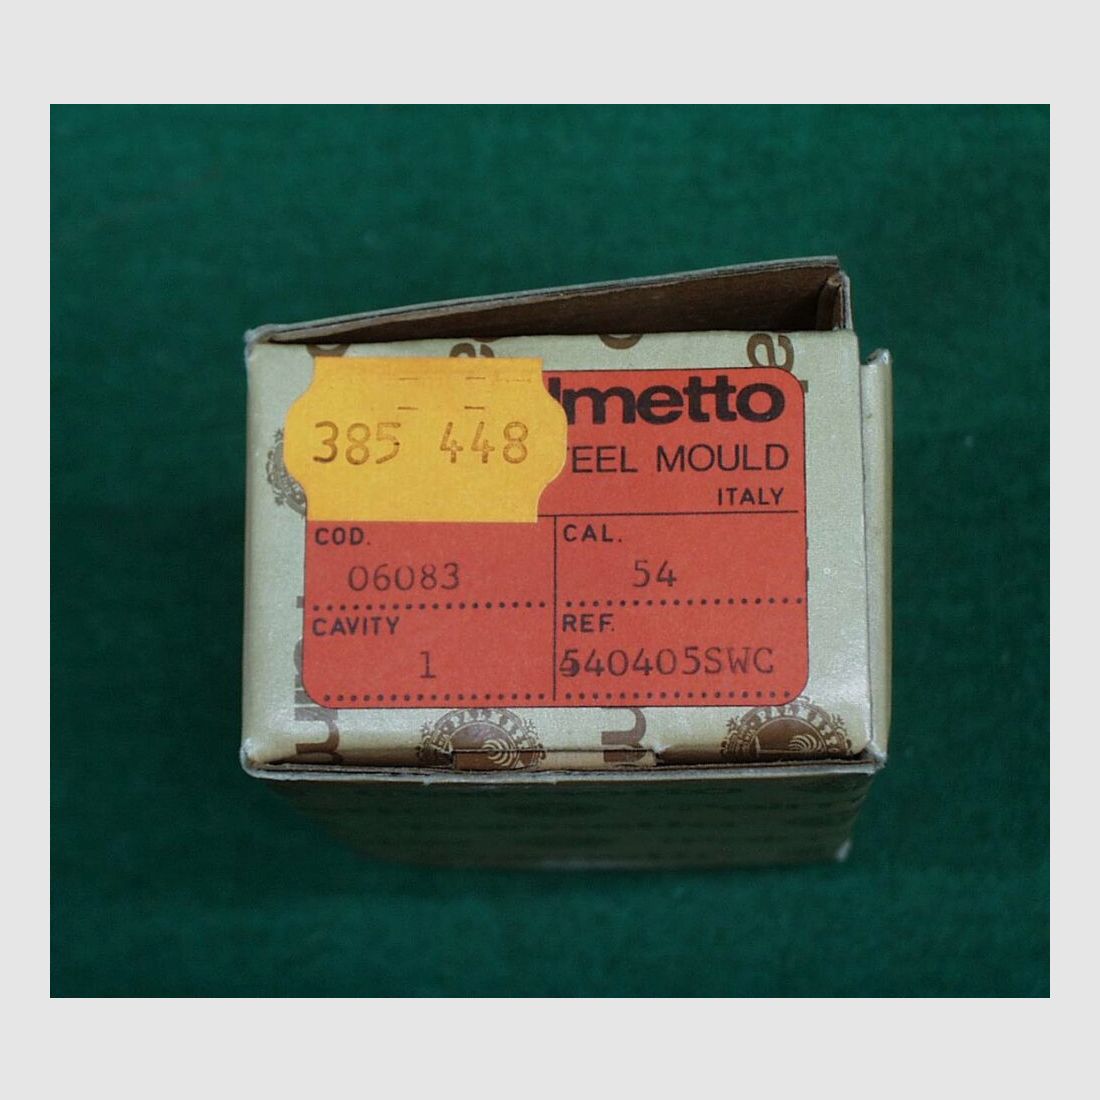 lmetto
385 448
TEEL MOULD
ITALY
COD.
06083
CAL.
54
CAVITY
1
REF.
540405SWC